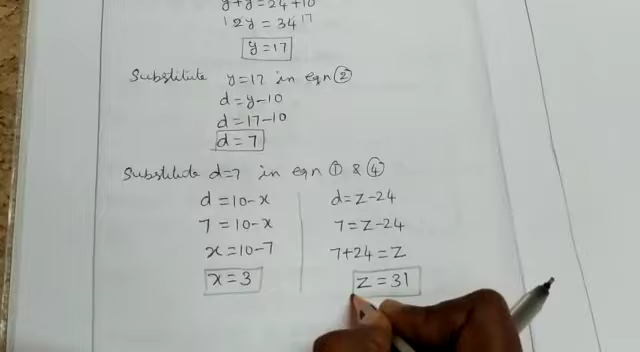 y+y=24+10
2y = 34 17
y = 17
Substitute y=17 in eqn ②
d = y-10
d = 17-10
d = 7
Substitute d=7 in eqn ① & ④
d = 10-x
7 = 10-x
x = 10-7
x = 3
d = z-24
7 = z-24
7+24 = z
z = 31